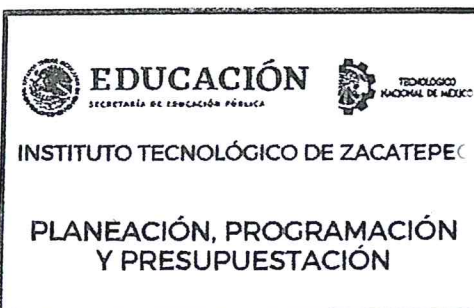 EDUCACIÓN
SECRETARÍA DE EDUCACIÓN PÚBLICA
TECNOLÓGICO
NACIONAL DE MÉXICO
INSTITUTO TECNOLÓGICO DE ZACATEPEC
PLANEACIÓN, PROGRAMACIÓN
Y PRESUPUESTACIÓN